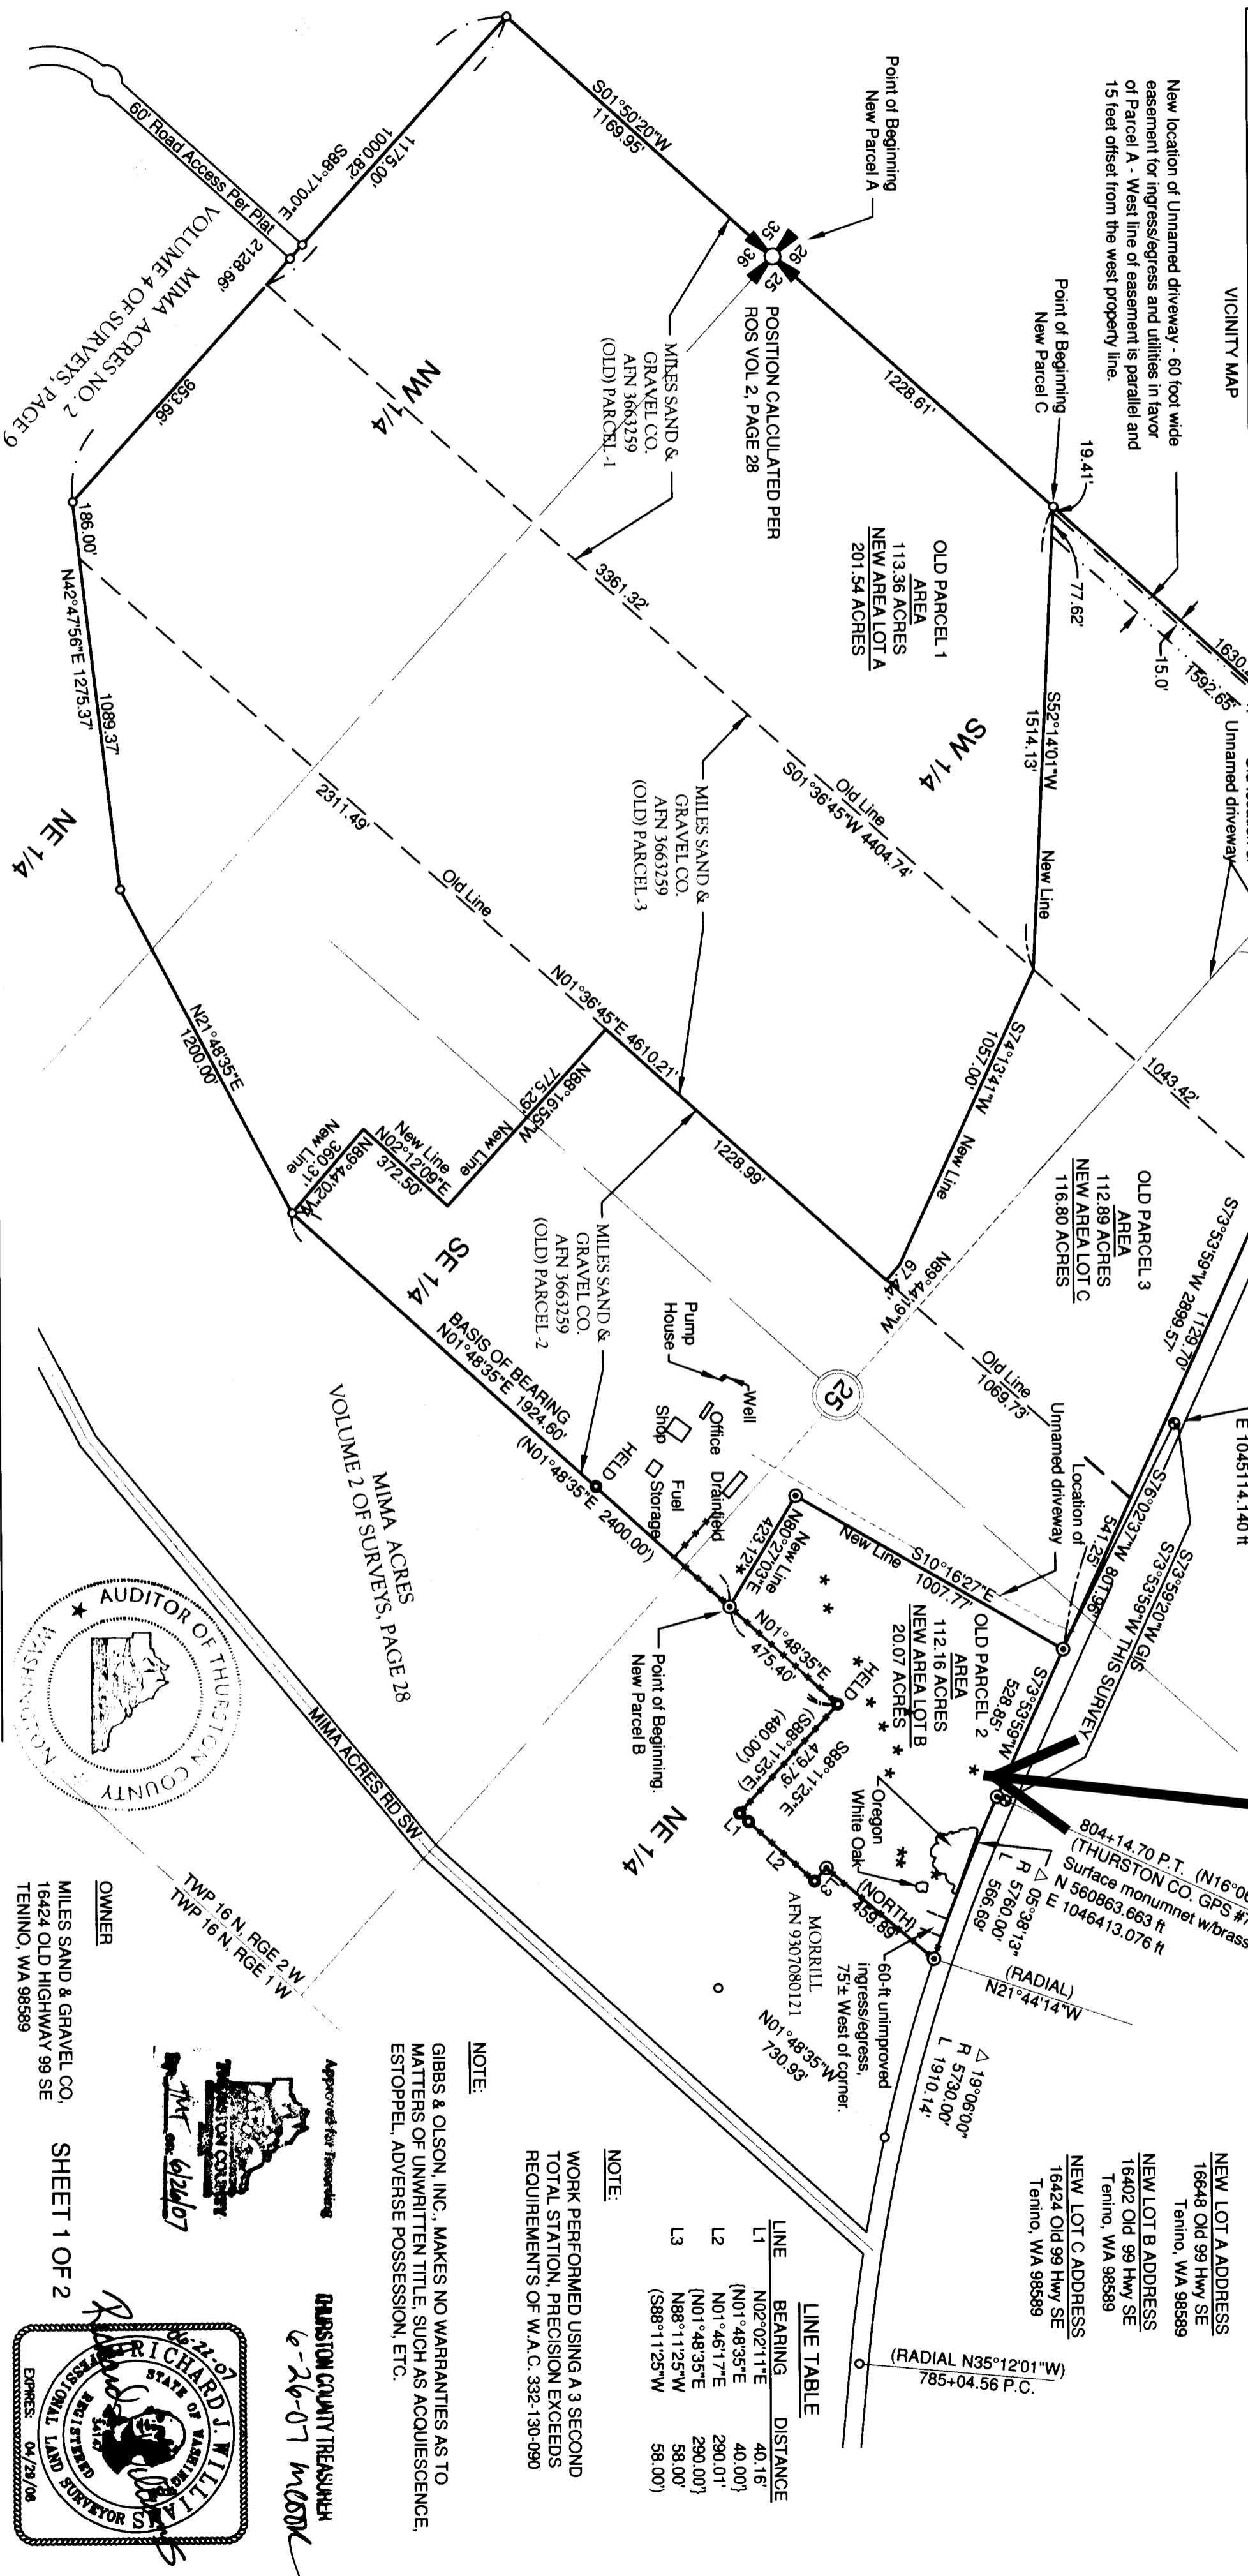 VICINITY MAP
New location of Unnamed driveway - 60 foot wide
easement for ingress/egress and utilities in favor
of Parcel A - West line of easement is parallel and
15 feet offset from the west property line.
Point of Beginning
New Parcel A
Point of Beginning
New Parcel C
S01°50'20"W
1169.95'
35
26
36
25
POSITION CALCULATED PER
ROS VOL 2, PAGE 28
1228.61'
19.41'
77.62'
15.0'
1592.65'
Unnamed driveway
1175.00'
1000.82'
S88°17'00"E
60' Road Access Per Plat
2128.66'
953.66'
MIMA ACRES NO. 2
VOLUME 4 OF SURVEYS, PAGE 9
NW 1/4
MILES SAND &
GRAVEL CO.
AFN 3663259
(OLD) PARCEL-1
3361.32'
OLD PARCEL 1
AREA
113.36 ACRES
NEW AREA LOT A
201.54 ACRES
SW 1/4
S52°14'01"W
1514.13'
New Line
Old Line
S01°36'45"W 4404.74'
1043.42'
186.00'
N42°47'56"E 1275.37'
1089.37'
NE 1/4
2311.49'
Old Line
MILES SAND &
GRAVEL CO.
AFN 3663259
(OLD) PARCEL-3
N01°36'45"E 4610.21'
1228.99'
S74°13'41"W
1057.00'
New Line
N89°44'19"W
67.44'
OLD PARCEL 3
AREA
112.89 ACRES
NEW AREA LOT C
116.80 ACRES
S73°53'59"W 2899.57'
1129.70'
E 1045114.140 ft
Old Line
1069.73'
N21°48'35"E
1200.00'
N88°16'55"W
775.29'
New Line
New Line
N02°12'09"E
372.50'
N89°44'02"W
360.31'
New Line
SE 1/4
MILES SAND &
GRAVEL CO.
AFN 3663259
(OLD) PARCEL-2
BASIS OF BEARING
N01°48'35"E 1924.60'
(N01°48'35"E 2400.00')
HELD
Pump
House
Well
Office
Shop
Drainfield
Fuel
Storage
25
Unnamed driveway
Location of
541.25'
S76°02'37"W 801.96'
S73°53'59"W THIS SURVEY
S73°59'20"W GIS
New Line
S10°16'27"E
1007.77'
N80°27'03"E
New Line
423.12'
N01°48'35"E
475.40'
HELD
Point of Beginning.
New Parcel B
OLD PARCEL 2
AREA
112.16 ACRES
NEW AREA LOT B
20.07 ACRES
S73°53'59"W
528.85'
S88°11'25"E
479.79'
(S88°11'25"E)
(480.00')
L1
L2
L3
Oregon
White Oak
(NORTH)
459.89'
NE 1/4
MORRILL
AFN 9307080121
60-ft unimproved
ingress/egress,
75'± West of corner.
N01°48'35"W
730.93'
804+14.70 P.T.
(THURSTON CO. GPS
Surface monumnet w/brass
N 560863.663 ft
E 1046413.076 ft
△ 05°38'13"
R 5760.00'
L 566.69'
(RADIAL)
N21°44'14"W
△ 19°06'00"
R 5730.00'
L 1910.14'
(RADIAL N35°12'01"W)
785+04.56 P.C.
MIMA ACRES
VOLUME 2 OF SURVEYS, PAGE 28
MIMA ACRES RD SW
TWP 16 N, RGE 2 W
TWP 16 N, RGE 1 W
NEW LOT A ADDRESS
16648 Old 99 Hwy SE
Tenino, WA 98589
NEW LOT B ADDRESS
16402 Old 99 Hwy SE
Tenino, WA 98589
NEW LOT C ADDRESS
16424 Old 99 Hwy SE
Tenino, WA 98589
LINE TABLE
LINE BEARING DISTANCE
L1 N02°02'11"E 40.16'
{N01°48'35"E 40.00'}
L2 N01°46'17"E 290.01'
{N01°48'35"E 290.00'}
L3 N88°11'25"W 58.00'
(S88°11'25"W 58.00')
NOTE:
WORK PERFORMED USING A 3 SECOND
TOTAL STATION, PRECISION EXCEEDS
REQUIREMENTS OF W.A.C. 332-130-090
NOTE:
GIBBS & OLSON, INC., MAKES NO WARRANTIES AS TO
MATTERS OF UNWRITTEN TITLE, SUCH AS ACQUIESCENCE,
ESTOPPEL, ADVERSE POSSESSION, ETC.
AUDITOR OF THURSTON COUNTY
WASHINGTON
OWNER
MILES SAND & GRAVEL CO,
16424 OLD HIGHWAY 99 SE
TENINO, WA 98589
Approved for Recording
THURSTON COUNTY
By: TMT on: 6/26/07
THURSTON COUNTY TREASURER
6-26-07
SHEET 1 OF 2
06-22-07
RICHARD J. WILLIAMS
STATE OF WASHINGTON
REGISTERED
PROFESSIONAL LAND SURVEYOR
EXPIRES: 04/29/08